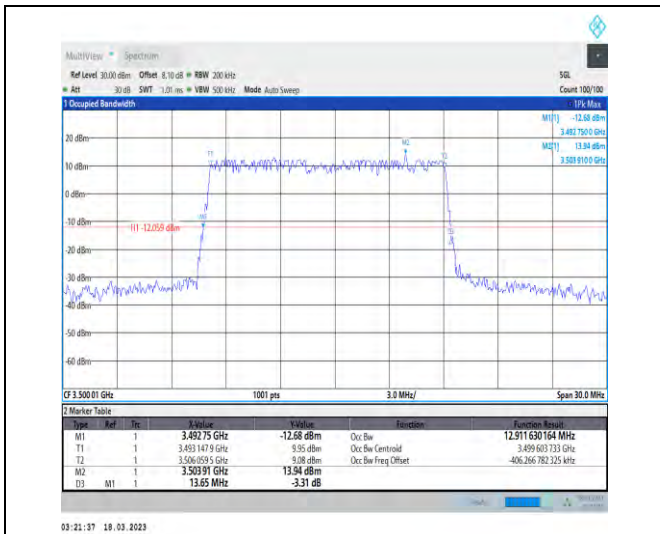 MultiView Spectrum
Ref Level 30.00 dBm Offset 8.10 dB RBW 200 kHz SGL
Att 30 dB SWT 1.01 ms VBW 500 kHz Mode Auto Sweep Count 100/100
1 Occupied Bandwidth 1Pk Max
M1[1] -12.68 dBm
3.492 750 0 GHz
M2[1] 13.94 dBm
3.503 910 0 GHz
20 dBm
M2
T1
10 dBm
0 dBm
-10 dBm
H1 -12.059 dBm
-20 dBm
-30 dBm
-40 dBm
-50 dBm
-60 dBm
CF 3.500 01 GHz 1001 pts 3.0 MHz/ Span 30.0 MHz
2 Marker Table
Type Ref Trc X-Value Y-Value Function Function Result
M1 1 3.492 75 GHz -12.68 dBm Occ Bw 12.911 630 164 MHz
T1 1 3.493 147 9 GHz 9.95 dBm Occ Bw Centroid 3.499 603 733 GHz
T2 1 3.506 059 5 GHz 9.08 dBm Occ Bw Freq Offset -406.266 782 325 kHz
M2 1 3.503 91 GHz 13.94 dBm
D3 M1 1 13.65 MHz -3.31 dB
03:21:37 18.03.2023